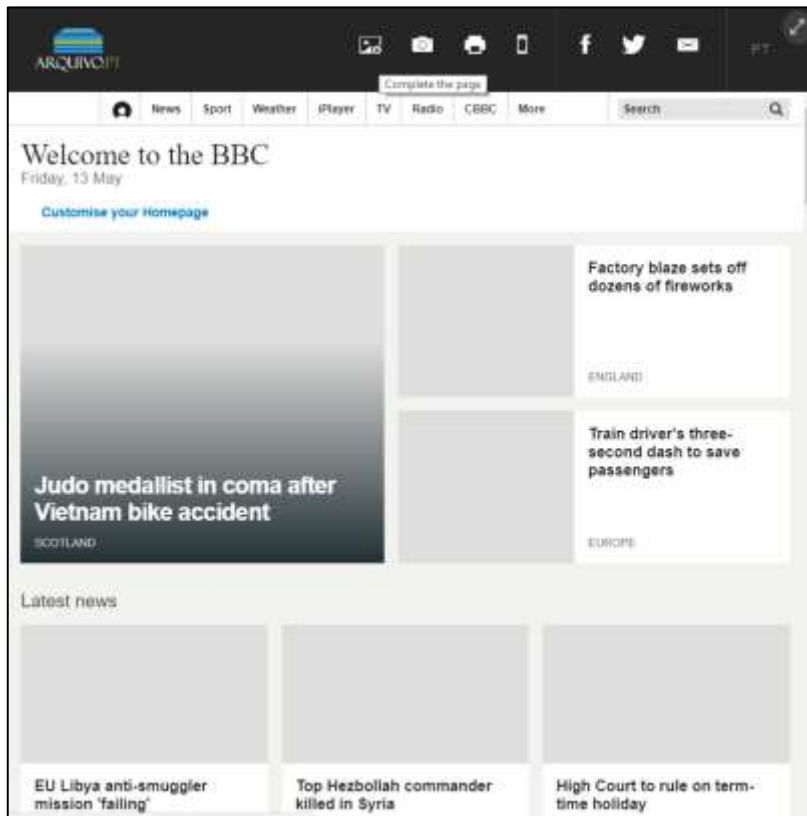 ARQUIVO.PT
PT
Complete the page
News Sport Weather iPlayer TV Radio CBBC More Search
Welcome to the BBC
Friday, 13 May
Customise your Homepage
Factory blaze sets off
dozens of fireworks
ENGLAND
Train driver's three-
second dash to save
passengers
EUROPE
Judo medallist in coma after
Vietnam bike accident
SCOTLAND
Latest news
EU Libya anti-smuggler
mission 'failing'
Top Hezbollah commander
killed in Syria
High Court to rule on term-
time holiday